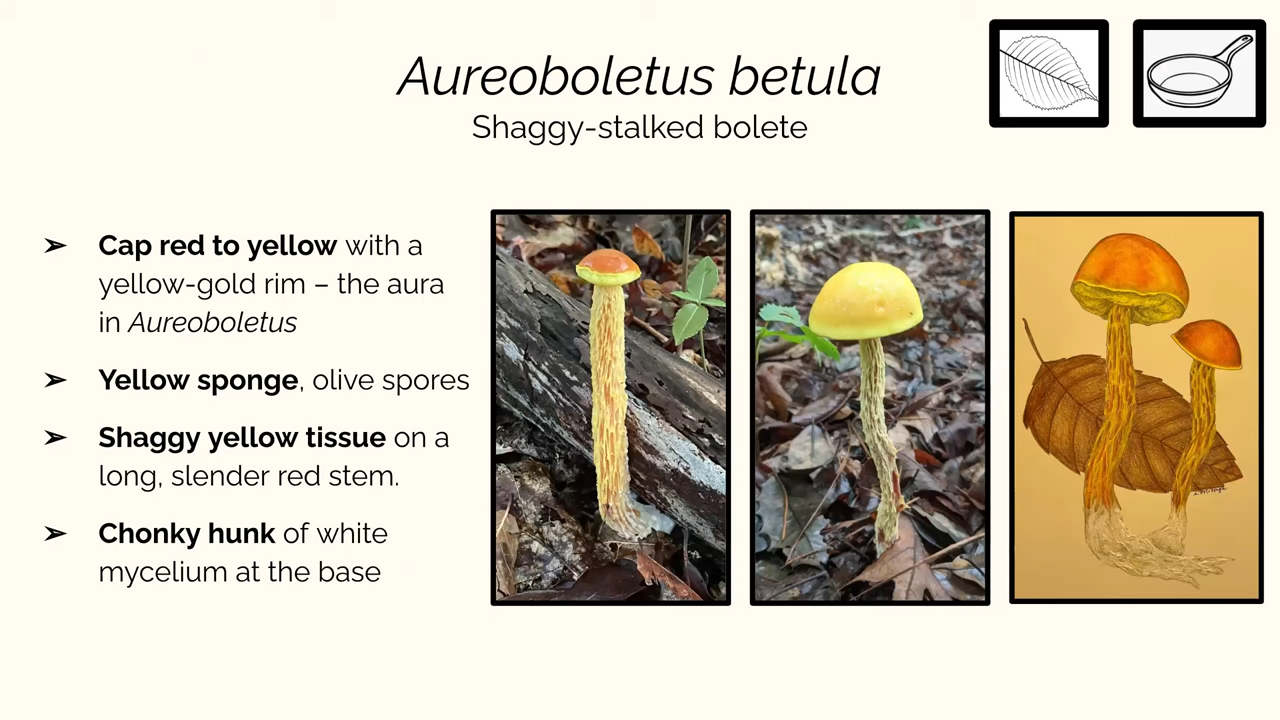 Aureoboletus betula
Shaggy-stalked bolete
➢ Cap red to yellow with a
yellow-gold rim – the aura
in Aureoboletus
➢ Yellow sponge, olive spores
➢ Shaggy yellow tissue on a
long, slender red stem.
➢ Chonky hunk of white
mycelium at the base